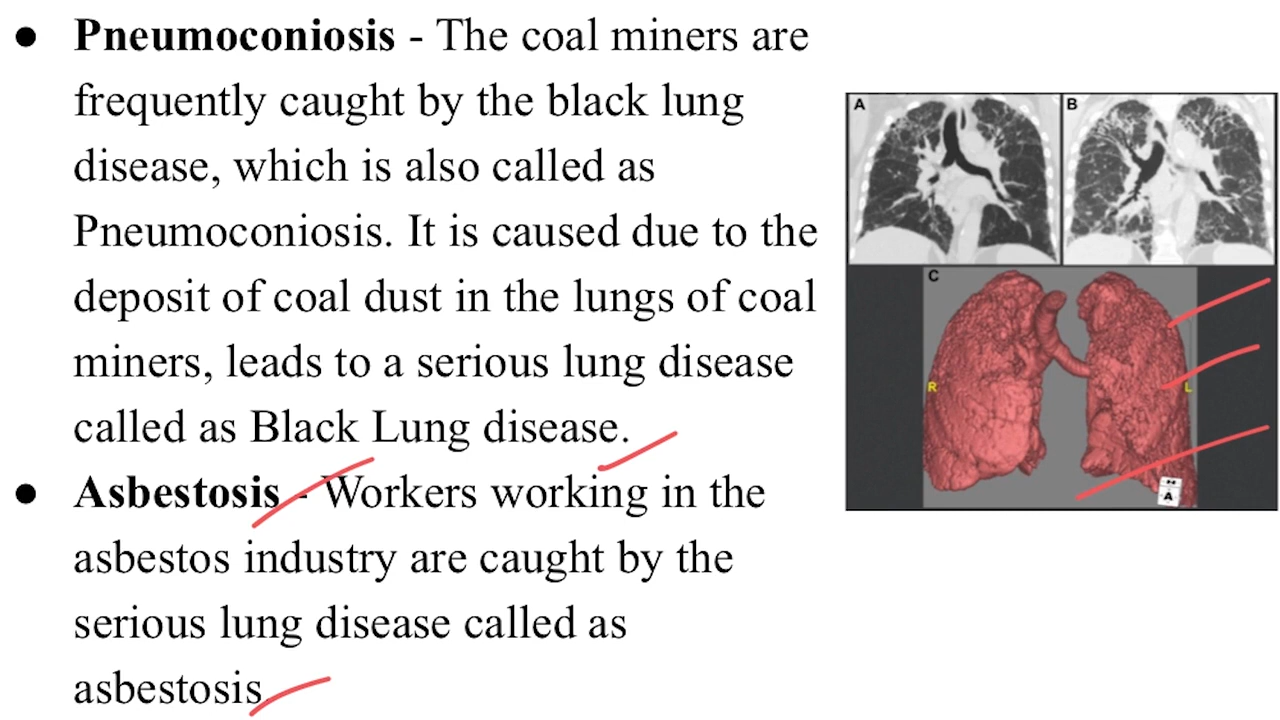 ● Pneumoconiosis - The coal miners are
frequently caught by the black lung
disease, which is also called as
Pneumoconiosis. It is caused due to the
deposit of coal dust in the lungs of coal
miners, leads to a serious lung disease
called as Black Lung disease.
● Asbestosis - Workers working in the
asbestos industry are caught by the
serious lung disease called as
asbestosis.
A B
C
R L
A